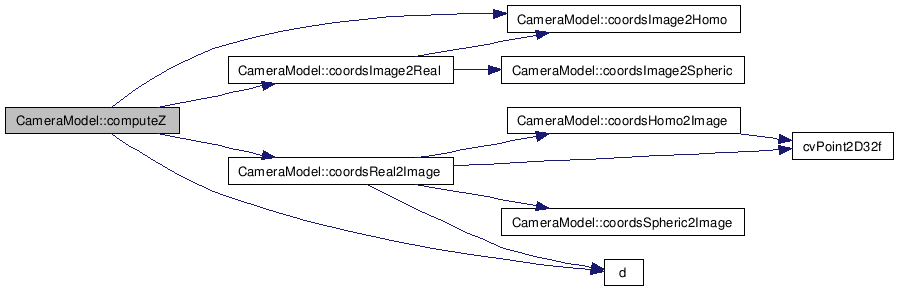 CameraModel::coordsImage2Homo
CameraModel::coordsImage2Real
CameraModel::coordsImage2Spheric
CameraModel::computeZ
CameraModel::coordsHomo2Image
cvPoint2D32f
CameraModel::coordsReal2Image
CameraModel::coordsSpheric2Image
d